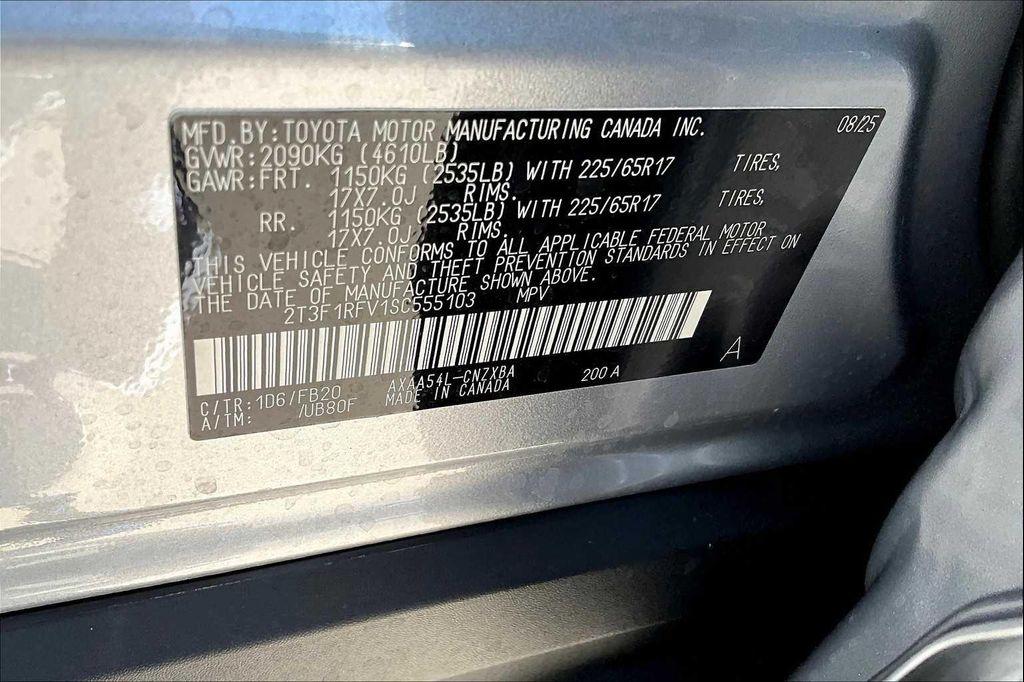 MFD.BY:TOYOTA MOTOR MANUFACTURING CANADA INC. 08/25
GVWR:2090KG (4610LB)
GAWR:FRT. 1150KG (2535LB) WITH 225/65R17 TIRES,
17X7.0J RIMS.
RR. 1150KG (2535LB) WITH 225/65R17 TIRES,
17X7.0J RIMS.
THIS VEHICLE CONFORMS TO ALL APPLICABLE FEDERAL MOTOR
VEHICLE SAFETY AND THEFT PREVENTION STANDARDS IN EFFECT ON
THE DATE OF MANUFACTURE SHOWN ABOVE.
2T3F1RFV1SC555103 MPV
A
C/TR:1D6/FB20 AXAA54L-CNZXBA 200A
A/TM: /UB80F MADE IN CANADA